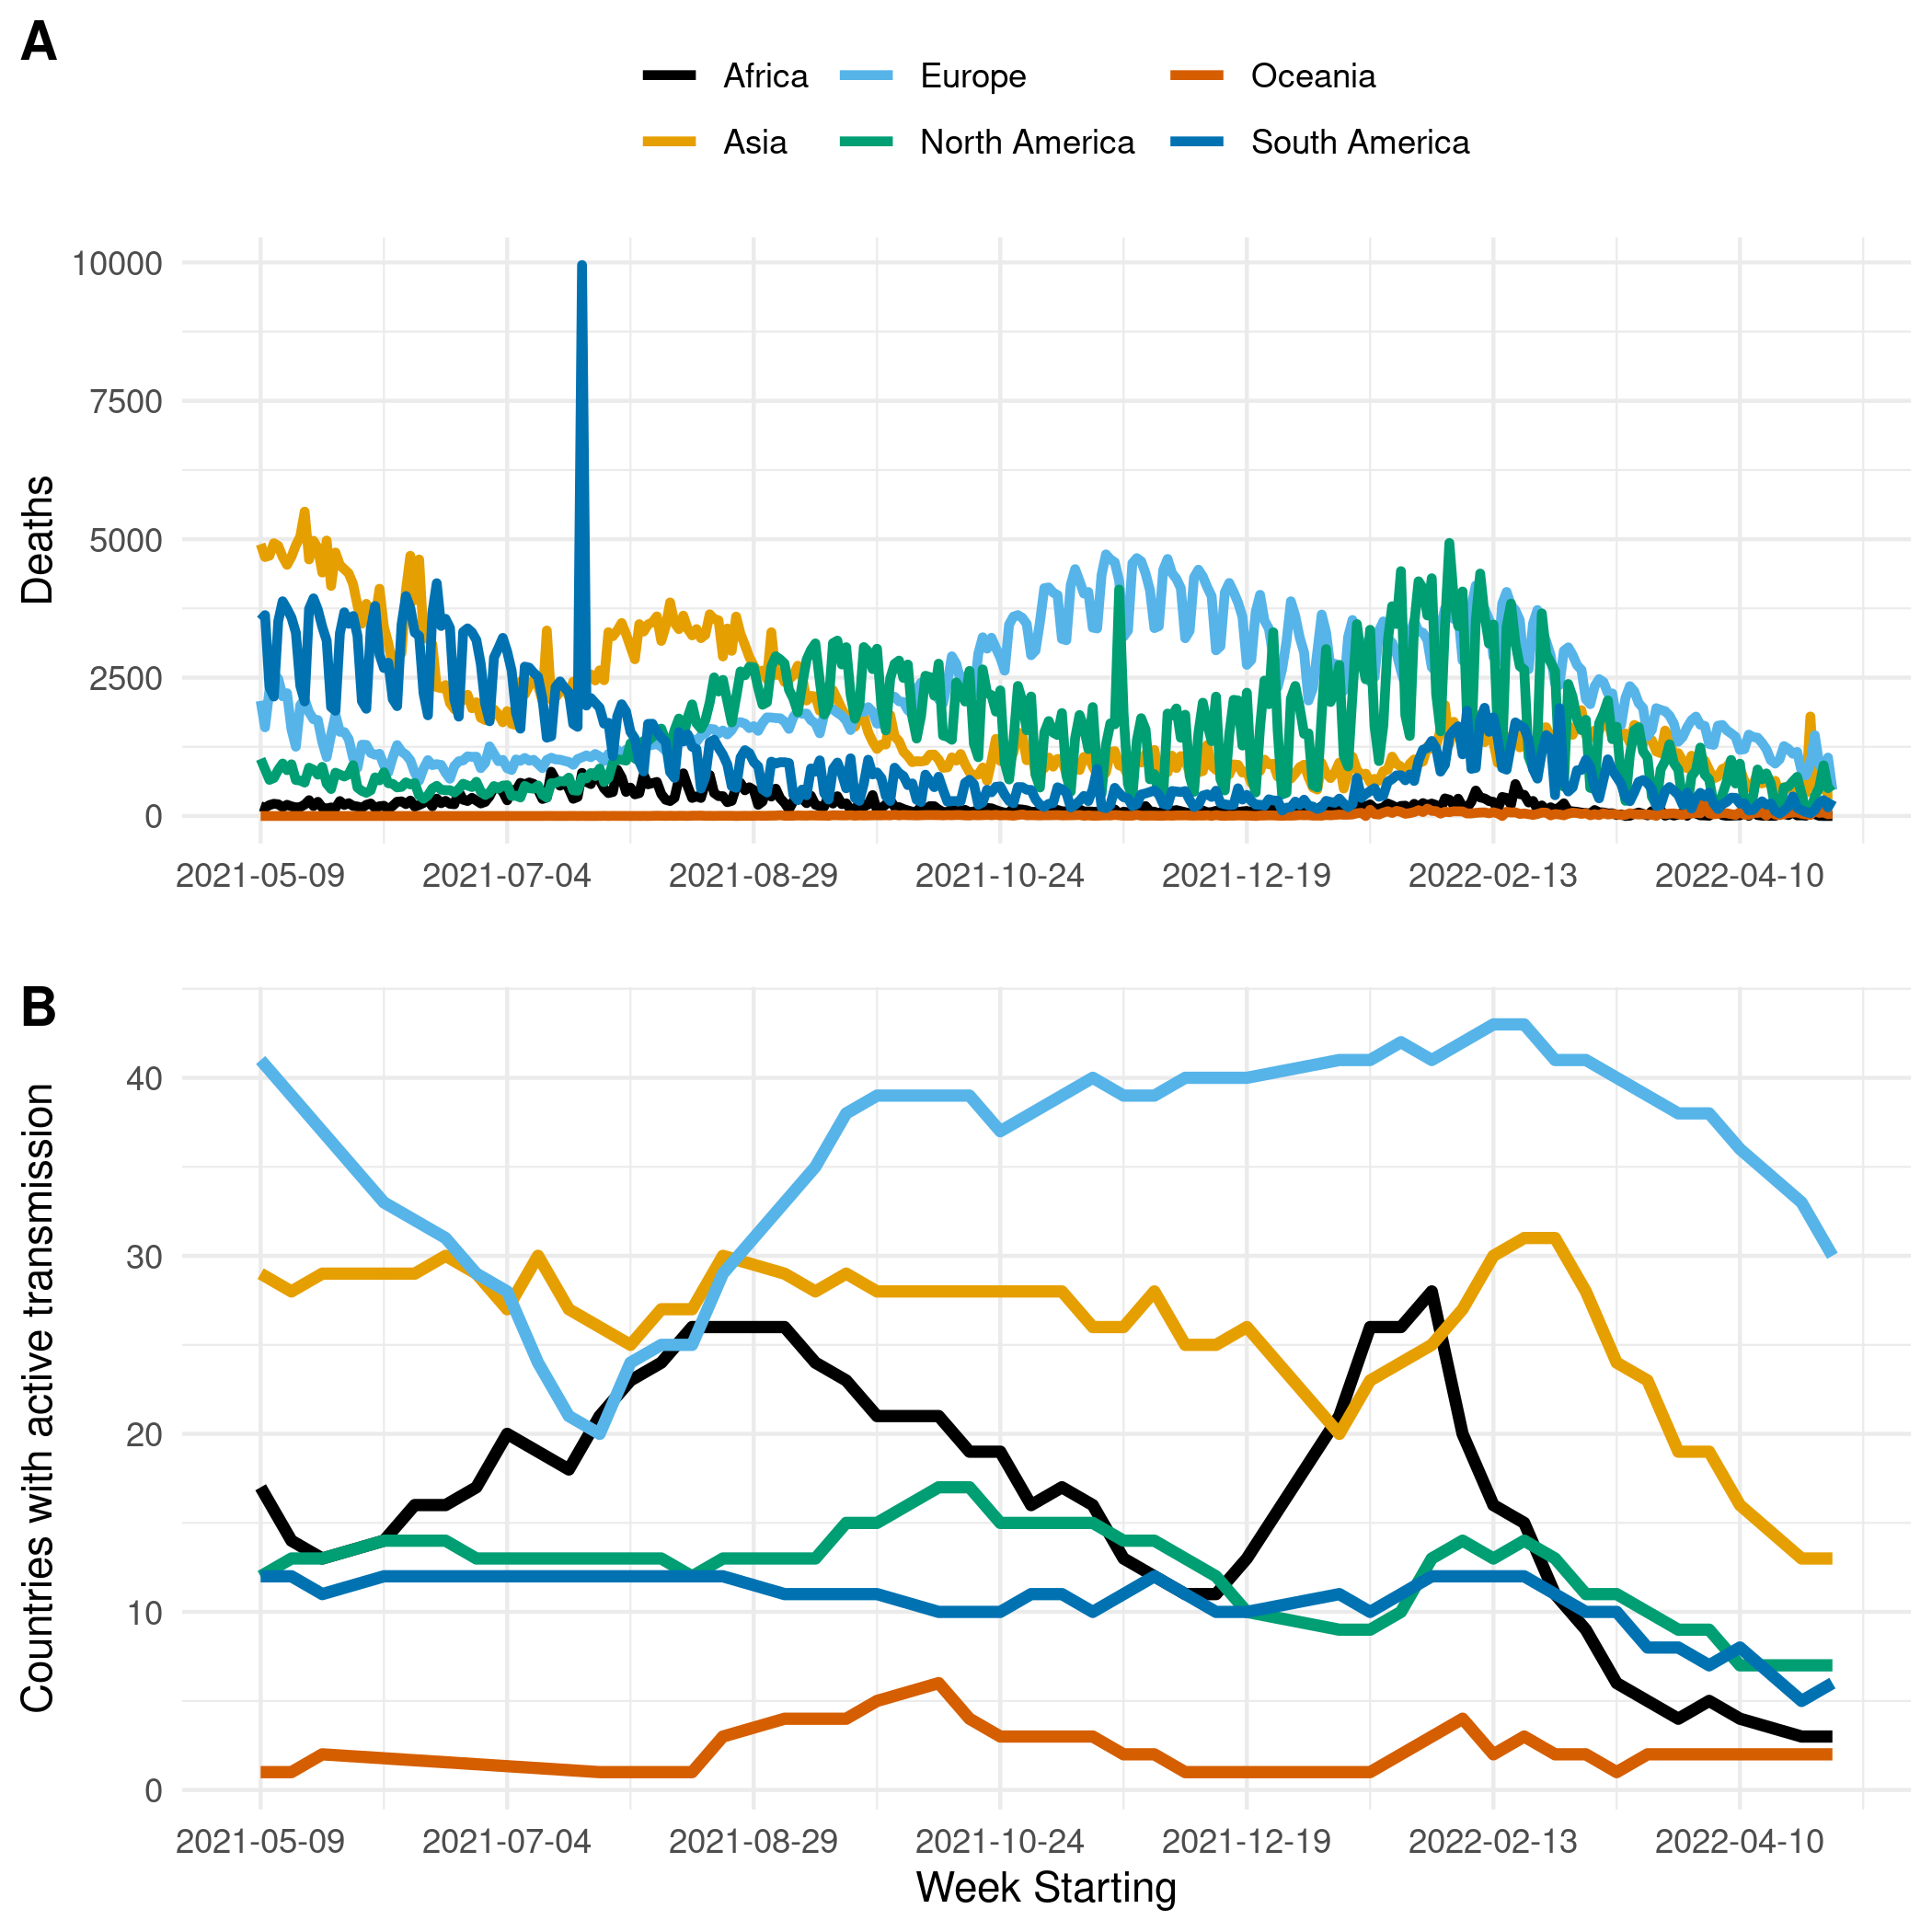 A
Africa
Europe
Oceania
Asia
North America
South America
Deaths
10000
7500
5000
2500
0
2021-05-09
2021-07-04
2021-08-29
2021-10-24
2021-12-19
2022-02-13
2022-04-10
B
Countries with active transmission
40
30
20
10
0
2021-05-09
2021-07-04
2021-08-29
2021-10-24
2021-12-19
2022-02-13
2022-04-10
Week Starting